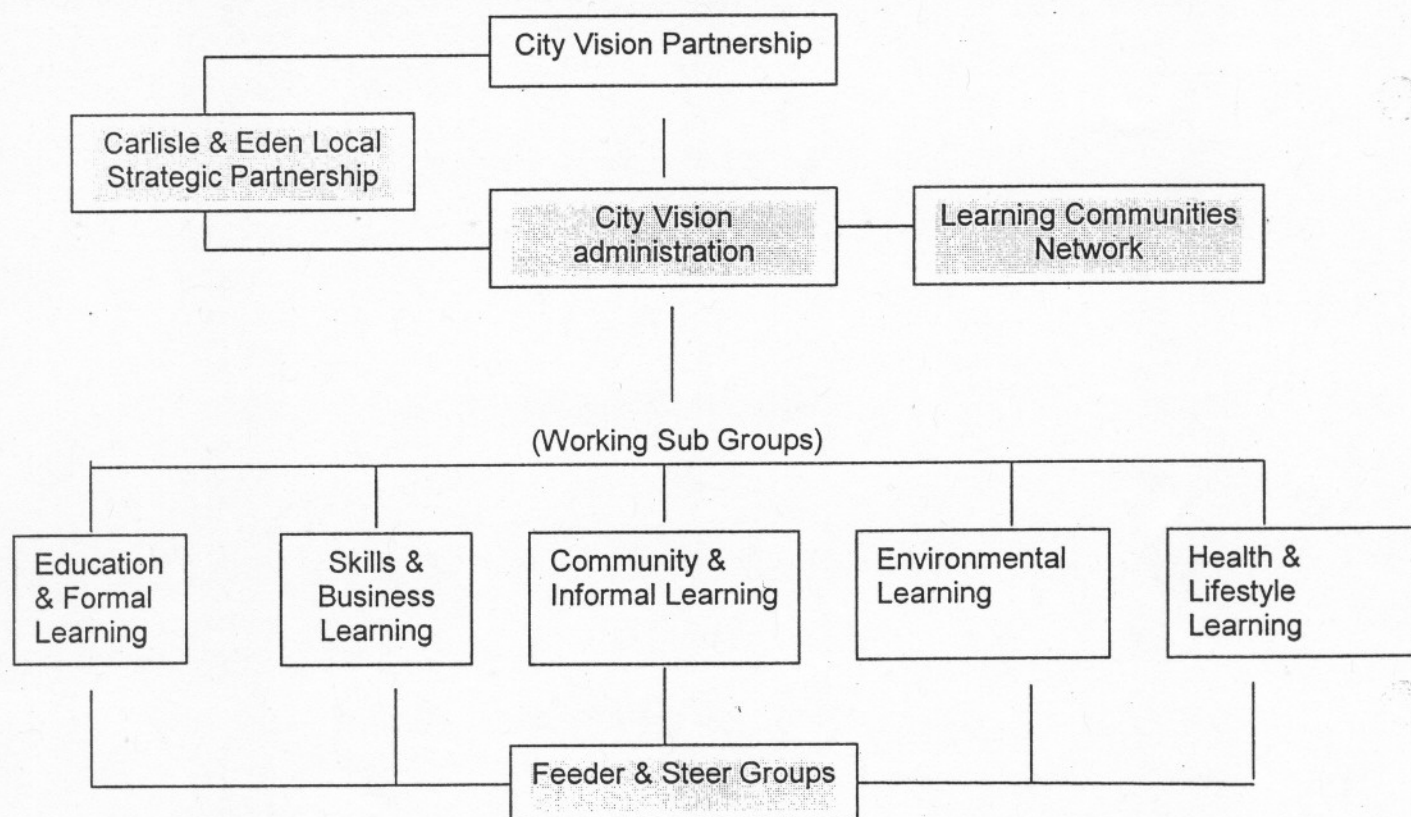 City Vision Partnership
Carlisle & Eden Local
Strategic Partnership
City Vision
administration
Learning Communities
Network
(Working Sub Groups)
Education
& Formal
Learning
Skills &
Business
Learning
Community &
Informal Learning
Environmental
Learning
Health &
Lifestyle
Learning
Feeder & Steer Groups